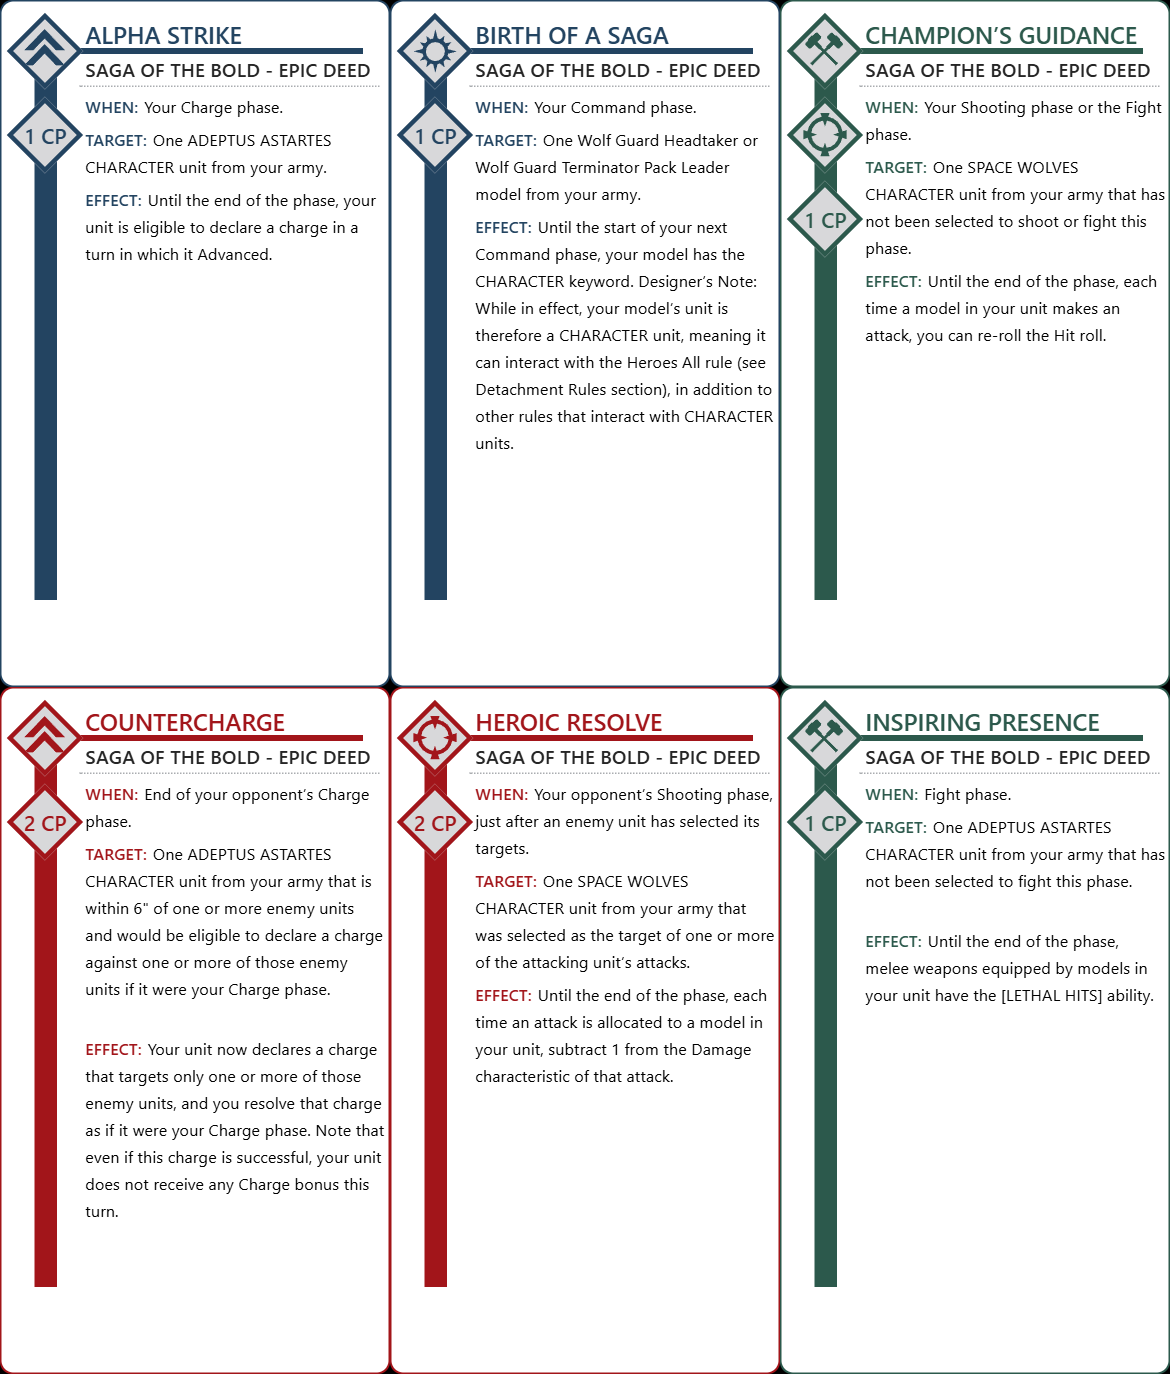 ALPHA STRIKE
SAGA OF THE BOLD - EPIC DEED
1 CP
WHEN: Your Charge phase.
TARGET: One ADEPTUS ASTARTES
CHARACTER unit from your army.
EFFECT: Until the end of the phase, your
unit is eligible to declare a charge in a
turn in which it Advanced.
BIRTH OF A SAGA
SAGA OF THE BOLD - EPIC DEED
1 CP
WHEN: Your Command phase.
TARGET: One Wolf Guard Headtaker or
Wolf Guard Terminator Pack Leader
model from your army.
EFFECT: Until the start of your next
Command phase, your model has the
CHARACTER keyword. Designer’s Note:
While in effect, your model’s unit is
therefore a CHARACTER unit, meaning it
can interact with the Heroes All rule (see
Detachment Rules section), in addition to
other rules that interact with CHARACTER
units.
CHAMPION’S GUIDANCE
SAGA OF THE BOLD - EPIC DEED
1 CP
WHEN: Your Shooting phase or the Fight
phase.
TARGET: One SPACE WOLVES
CHARACTER unit from your army that has
not been selected to shoot or fight this
phase.
EFFECT: Until the end of the phase, each
time a model in your unit makes an
attack, you can re-roll the Hit roll.
COUNTERCHARGE
SAGA OF THE BOLD - EPIC DEED
2 CP
WHEN: End of your opponent’s Charge
phase.
TARGET: One ADEPTUS ASTARTES
CHARACTER unit from your army that is
within 6" of one or more enemy units
and would be eligible to declare a charge
against one or more of those enemy
units if it were your Charge phase.
EFFECT: Your unit now declares a charge
that targets only one or more of those
enemy units, and you resolve that charge
as if it were your Charge phase. Note that
even if this charge is successful, your unit
does not receive any Charge bonus this
turn.
HEROIC RESOLVE
SAGA OF THE BOLD - EPIC DEED
2 CP
WHEN: Your opponent’s Shooting phase,
just after an enemy unit has selected its
targets.
TARGET: One SPACE WOLVES
CHARACTER unit from your army that
was selected as the target of one or more
of the attacking unit’s attacks.
EFFECT: Until the end of the phase, each
time an attack is allocated to a model in
your unit, subtract 1 from the Damage
characteristic of that attack.
INSPIRING PRESENCE
SAGA OF THE BOLD - EPIC DEED
1 CP
WHEN: Fight phase.
TARGET: One ADEPTUS ASTARTES
CHARACTER unit from your army that has
not been selected to fight this phase.
EFFECT: Until the end of the phase,
melee weapons equipped by models in
your unit have the [LETHAL HITS] ability.